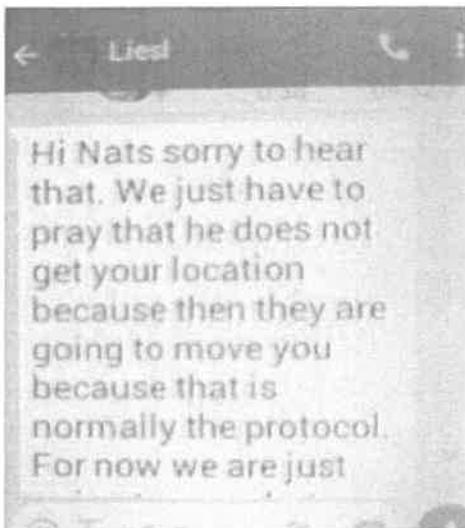 Liesl
Hi Nats sorry to hear
that. We just have to
pray that he does not
get your location
because then they are
going to move you
because that is
normally the protocol.
For now we are just